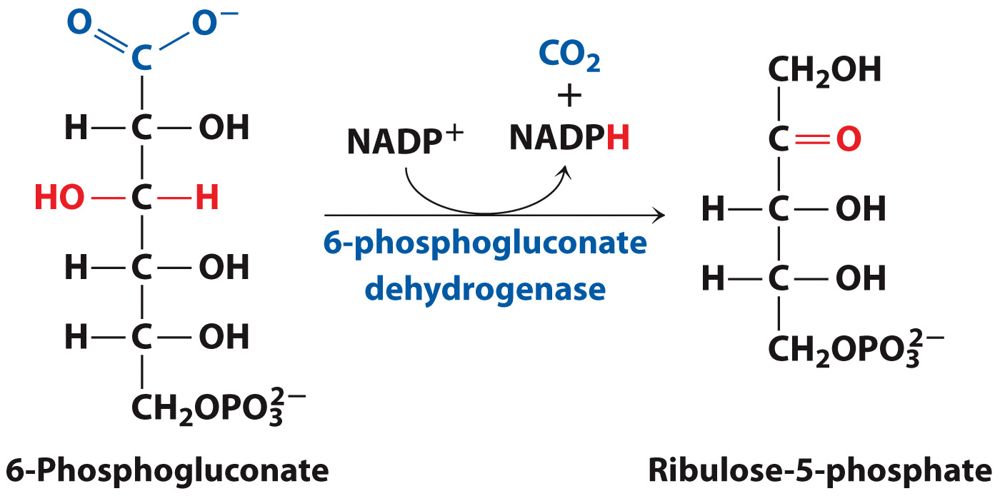 O O⁻
C
H—C—OH
HO—C—H
H—C—OH
H—C—OH
CH₂OPO₃²⁻
6-Phosphogluconate
NADP⁺
CO₂
+
NADPH
6-phosphogluconate
dehydrogenase
CH₂OH
C=O
H—C—OH
H—C—OH
CH₂OPO₃²⁻
Ribulose-5-phosphate